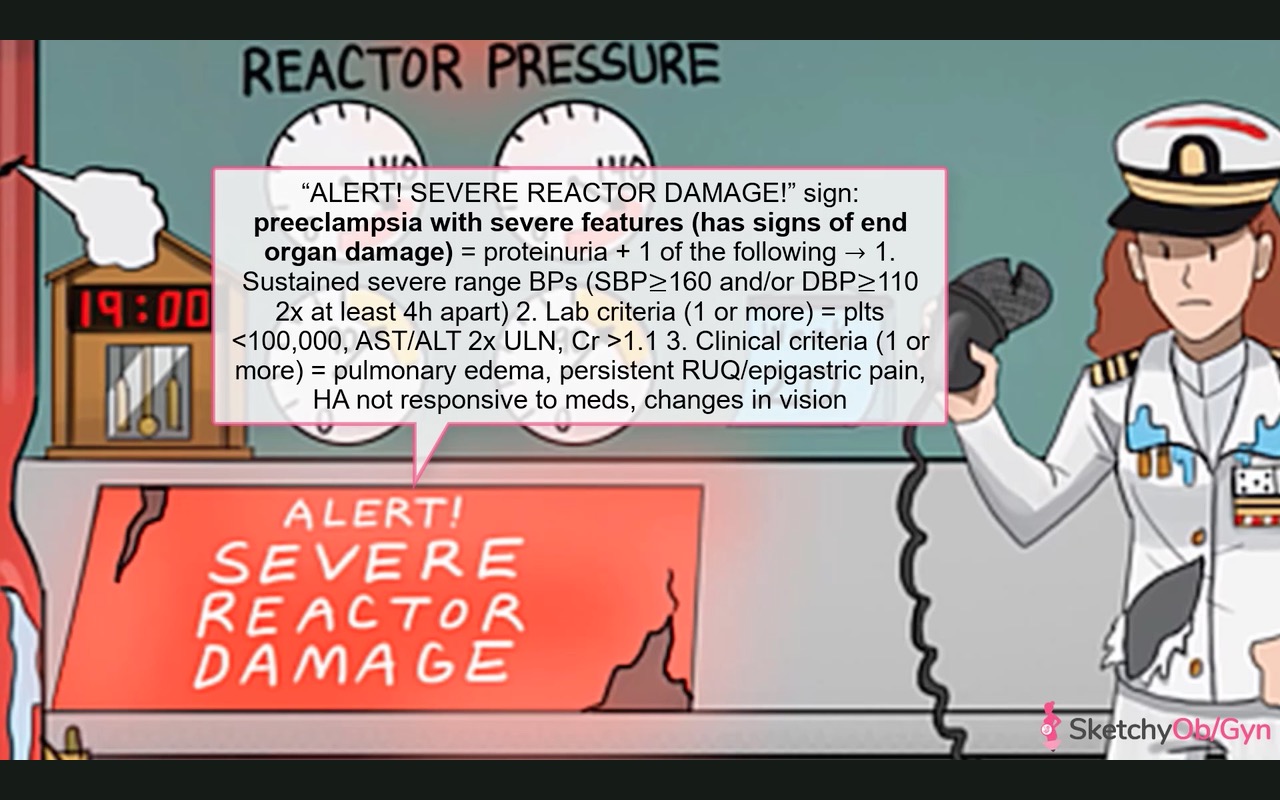 REACTOR PRESSURE
140
140
19:00
“ALERT! SEVERE REACTOR DAMAGE!” sign:
preeclampsia with severe features (has signs of end
organ damage) = proteinuria + 1 of the following → 1.
Sustained severe range BPs (SBP≥160 and/or DBP≥110
2x at least 4h apart) 2. Lab criteria (1 or more) = plts
<100,000, AST/ALT 2x ULN, Cr >1.1 3. Clinical criteria (1 or
more) = pulmonary edema, persistent RUQ/epigastric pain,
HA not responsive to meds, changes in vision
0
0
ALERT!
SEVERE
REACTOR
DAMAGE
SketchyOb/Gyn